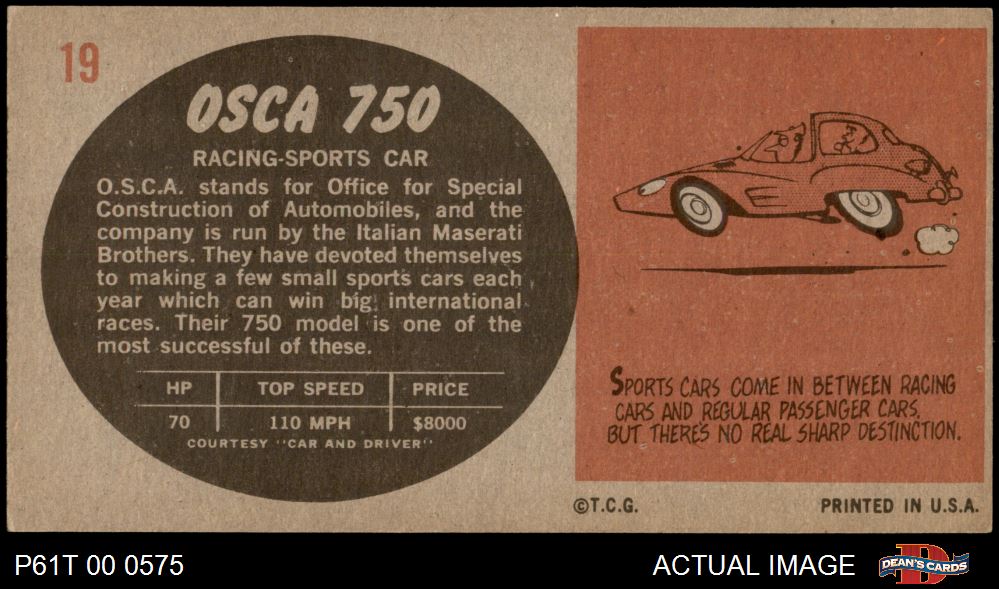 19
OSCA 750
RACING-SPORTS CAR
O.S.C.A. stands for Office for Special
Construction of Automobiles, and the
company is run by the Italian Maserati
Brothers. They have devoted themselves
to making a few small sports cars each
year which can win big international
races. Their 750 model is one of the
most successful of these.
HP TOP SPEED PRICE
70 110 MPH $8000
COURTESY "CAR AND DRIVER"
SPORTS CARS COME IN BETWEEN RACING
CARS AND REGULAR PASSENGER CARS,
BUT THERE'S NO REAL SHARP DESTINCTION.
©T.C.G. PRINTED IN U.S.A.
P61T 00 0575 ACTUAL IMAGE D DEAN'S CARDS